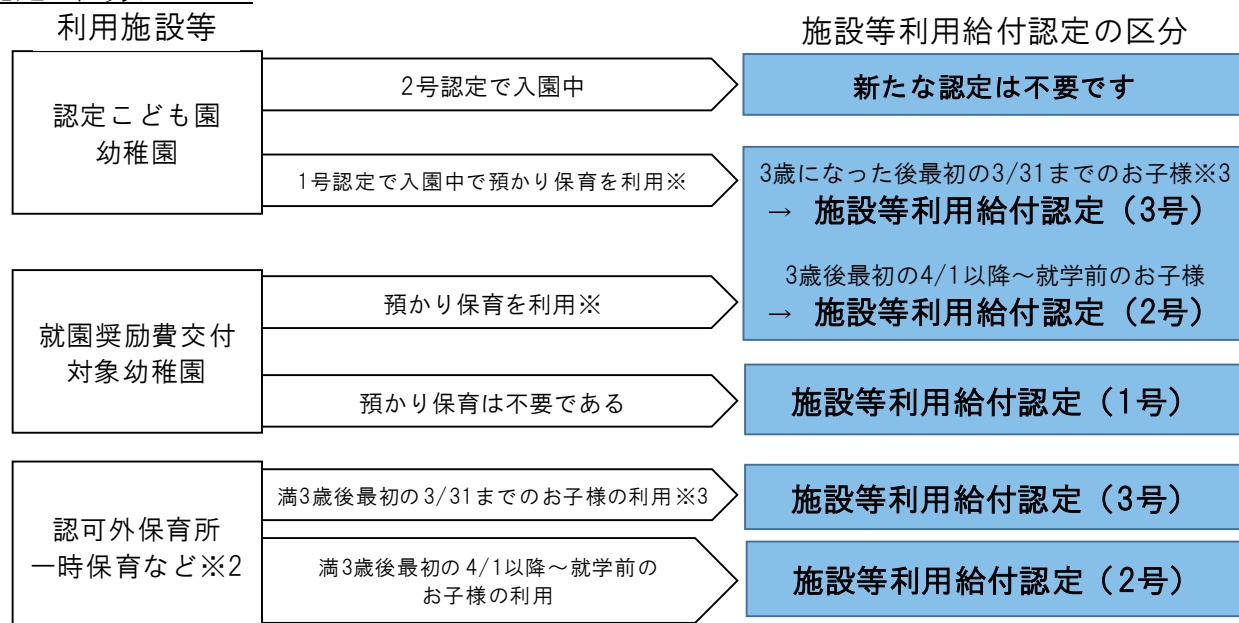 利用施設等
施設等利用給付認定の区分
認定こども園
幼稚園
2号認定で入園中
新たな認定は不要です
1号認定で入園中で預かり保育を利用※
3歳になった後最初の3/31までのお子様※3
→ 施設等利用給付認定（3号）
3歳後最初の4/1以降～就学前のお子様
→ 施設等利用給付認定（2号）
就園奨励費交付
対象幼稚園
預かり保育を利用※
預かり保育は不要である
施設等利用給付認定（1号）
認可外保育所
一時保育など※2
満3歳後最初の3/31までのお子様の利用※3
施設等利用給付認定（3号）
満3歳後最初の4/1以降～就学前の
お子様の利用
施設等利用給付認定（2号）